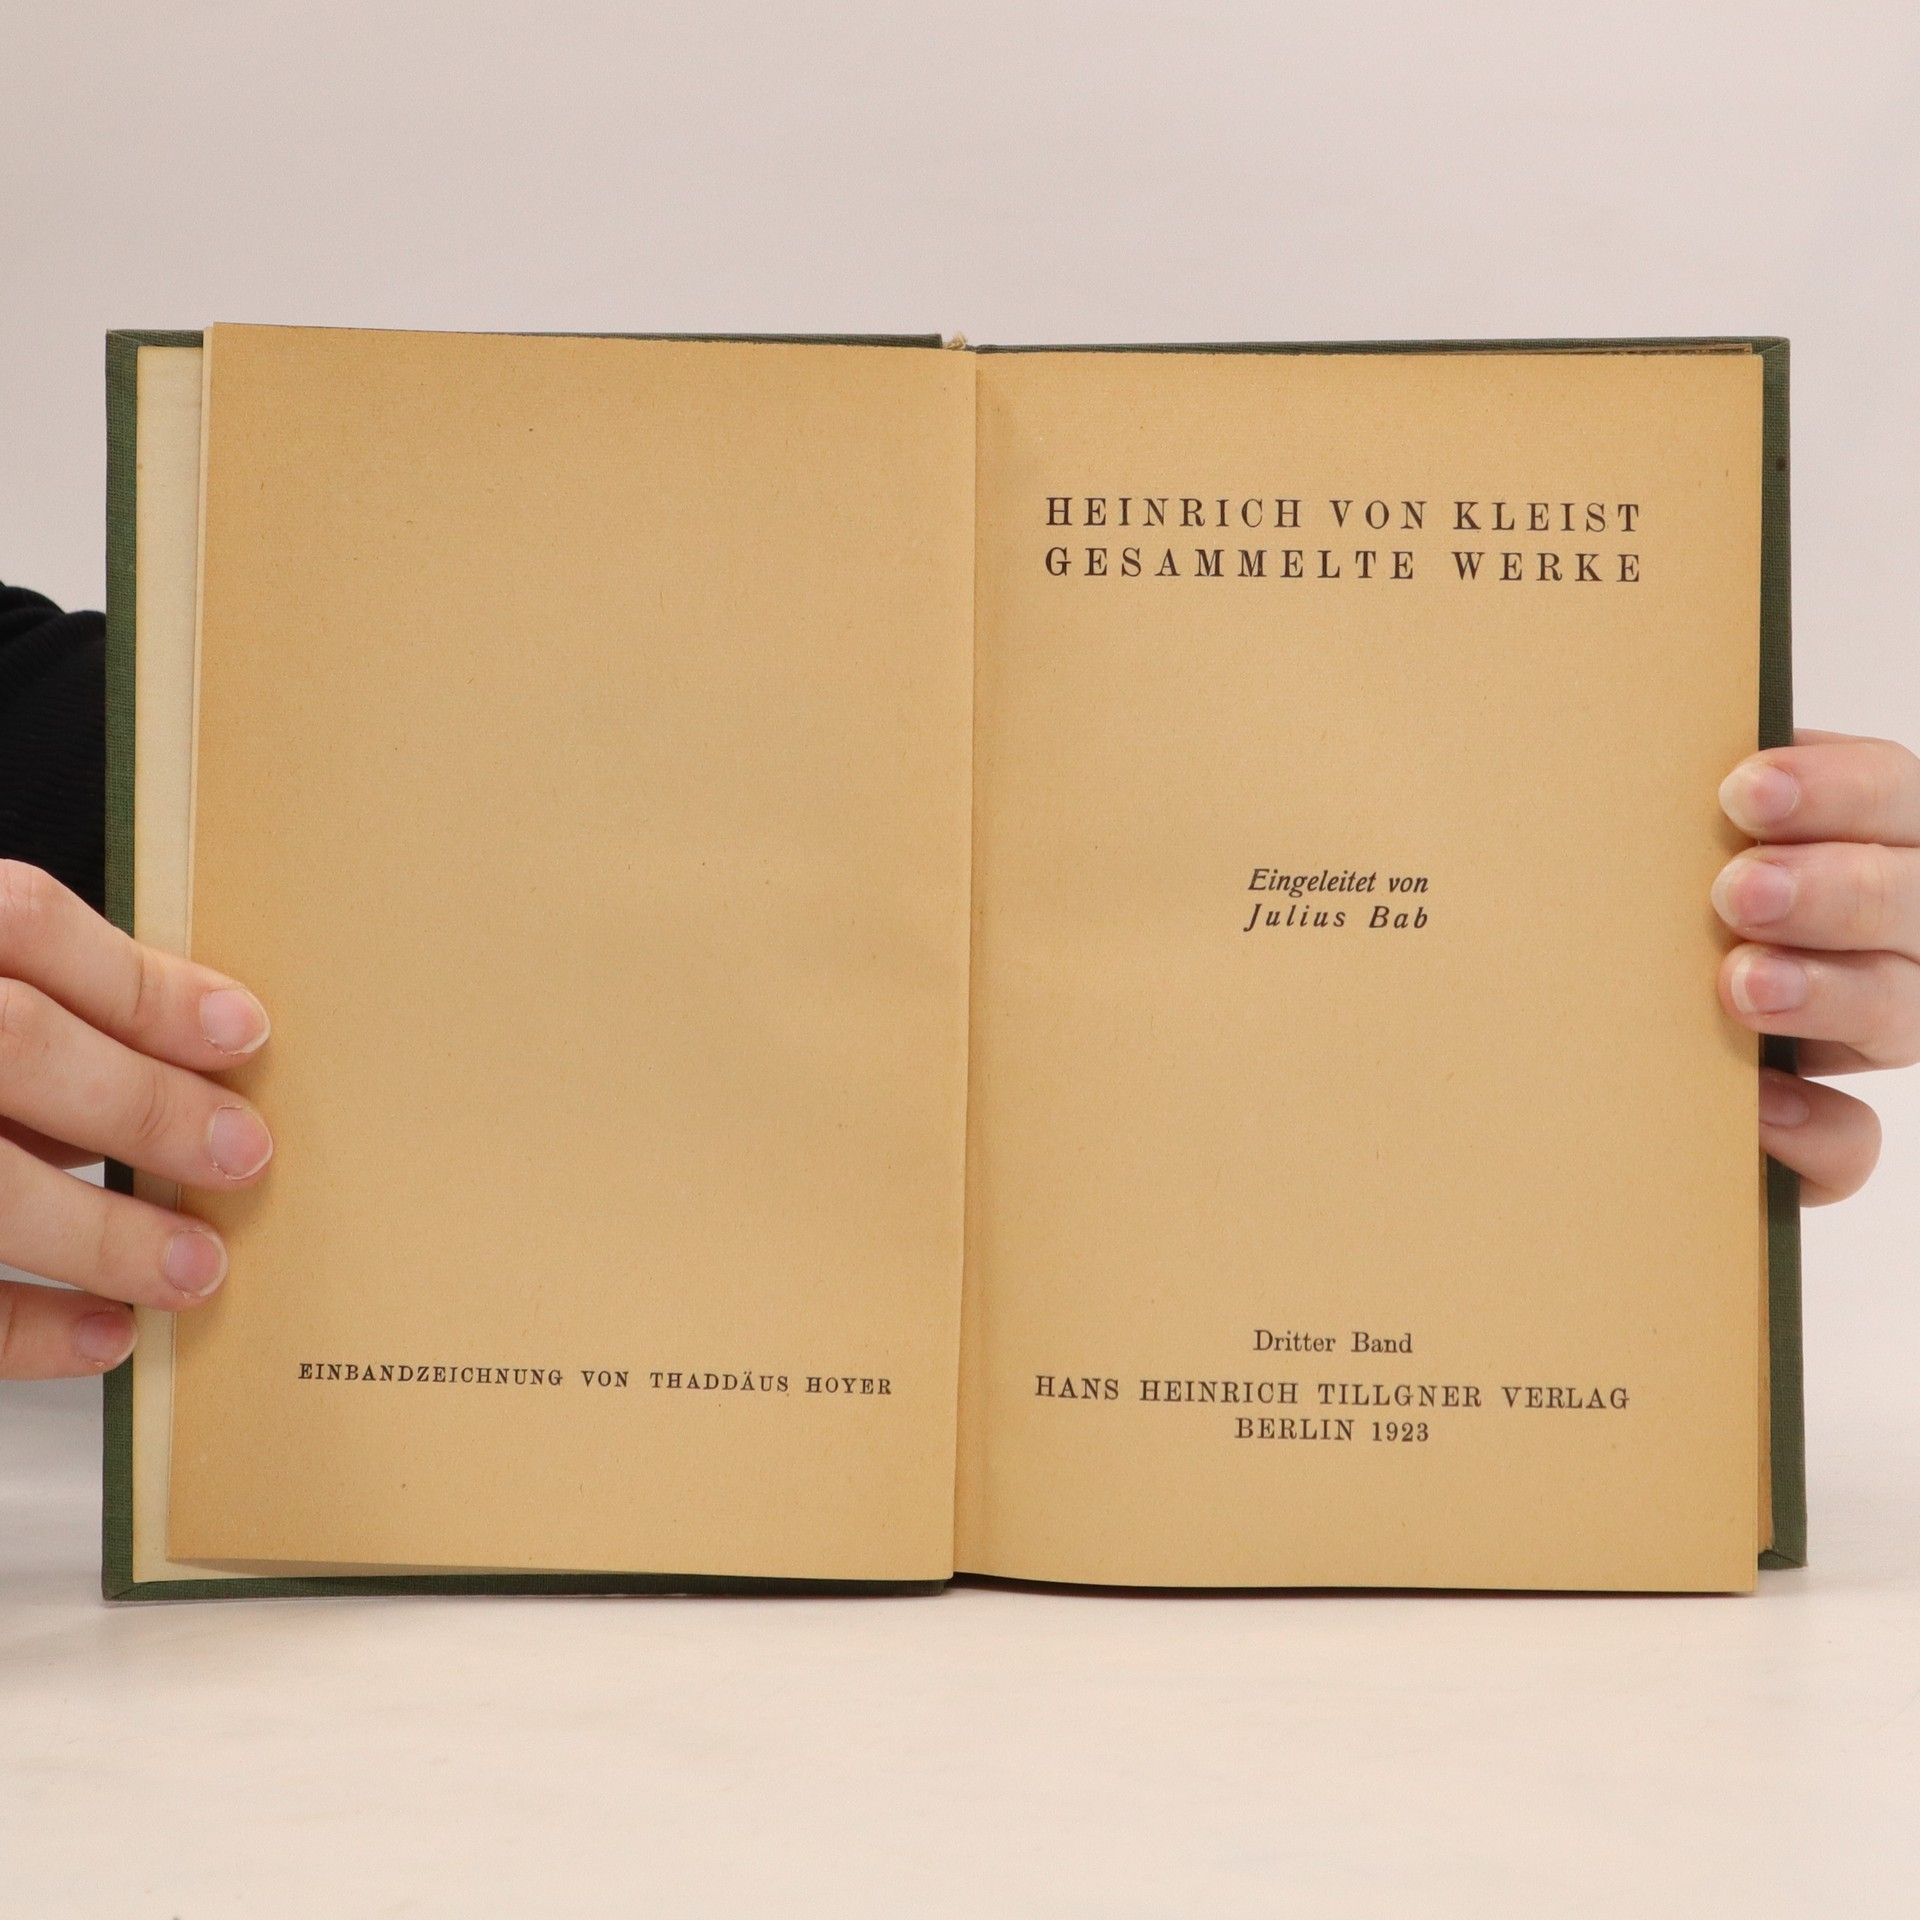 EINBANDZEICHNUNG VON THADDÄUS HOYER
HEINRICH VON KLEIST
GESAMMELTE WERKE
Eingeleitet von
Julius Bab
Dritter Band
HANS HEINRICH TILLGNER VERLAG
BERLIN 1923